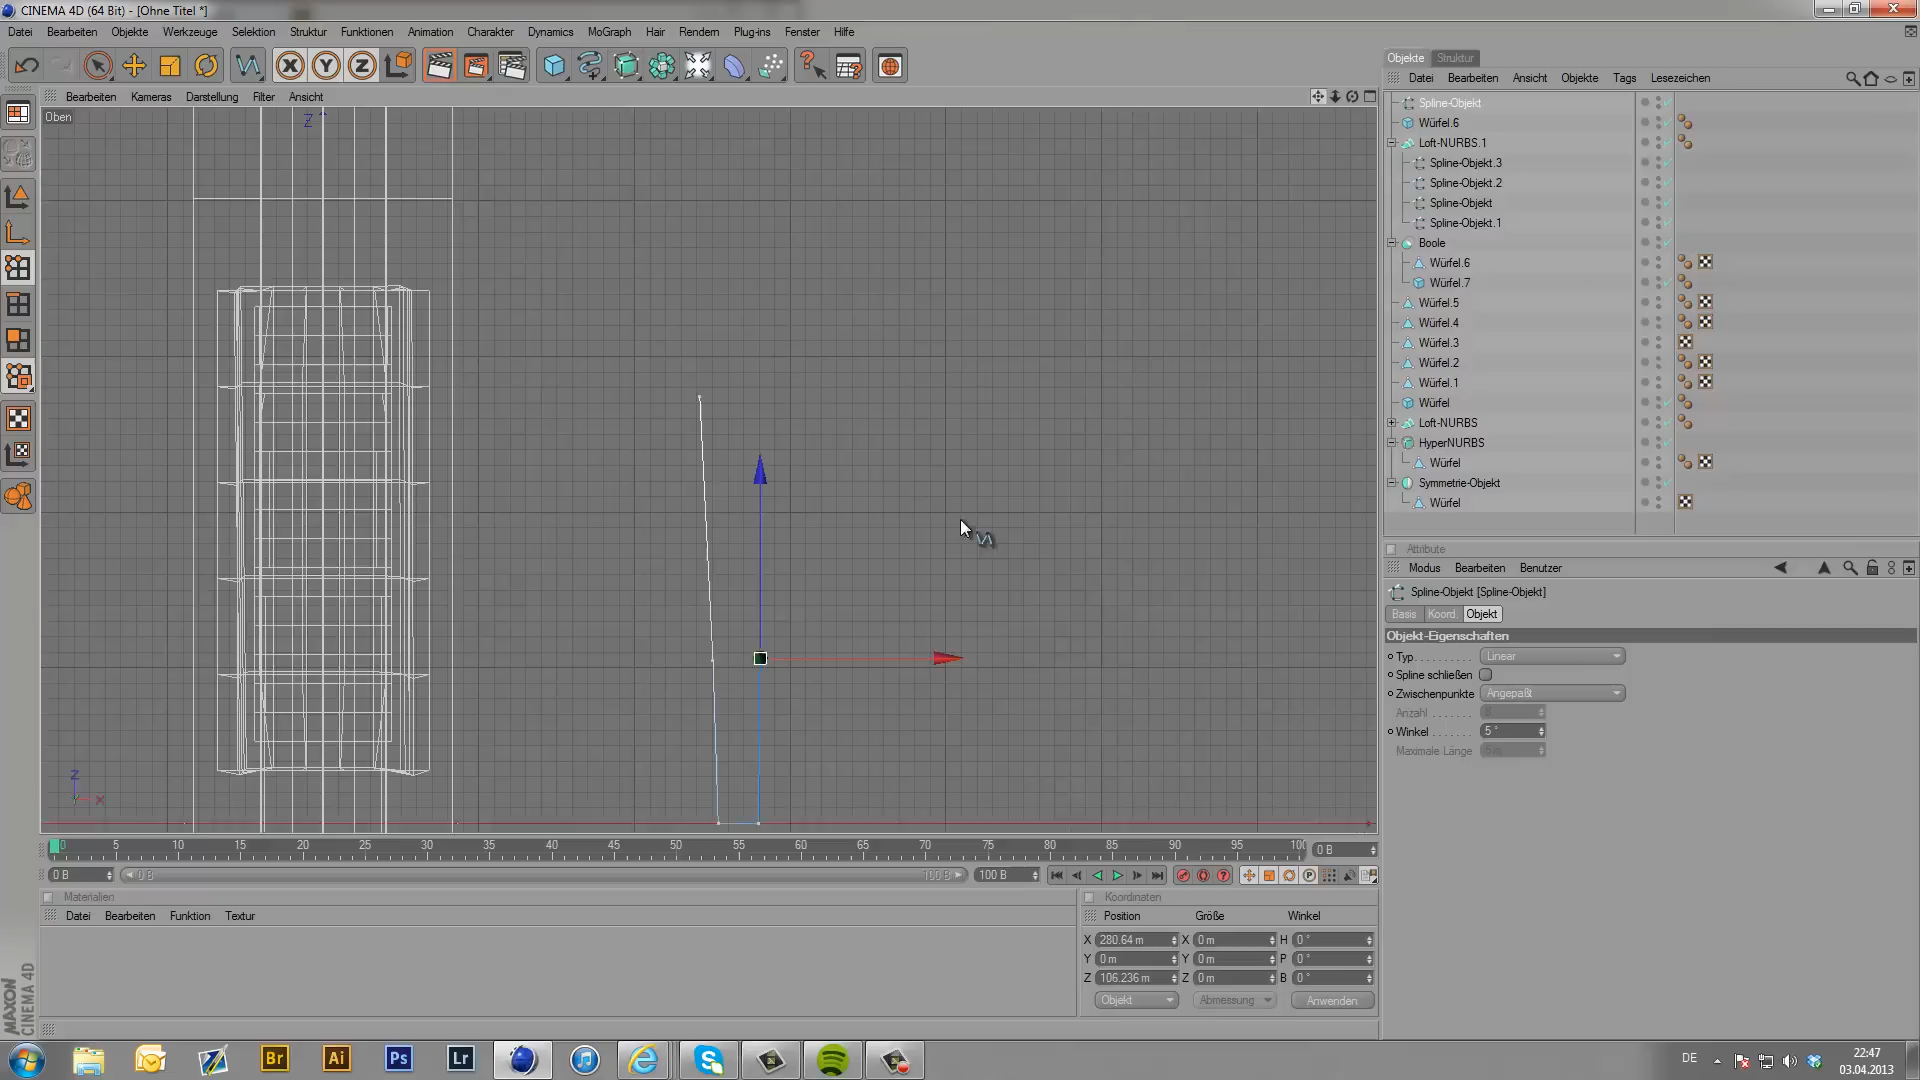 CINEMA 4D (64 Bit) - [Ohne Titel *]
Datei Bearbeiten Objekte Werkzeuge Selektion Struktur Funktionen Animation Charakter Dynamics MoGraph Hair Rendern Plug-ins Fenster Hilfe
Bearbeiten Kameras Darstellung Filter Ansicht
Oben
Z
Z
X
Objekte Struktur
Datei Bearbeiten Ansicht Objekte Tags Lesezeichen
Spline-Objekt
Würfel.6
Loft-NURBS.1
Spline-Objekt.3
Spline-Objekt.2
Spline-Objekt
Spline-Objekt.1
Boole
Würfel.6
Würfel.7
Würfel.5
Würfel.4
Würfel.3
Würfel.2
Würfel.1
Würfel
Loft-NURBS
HyperNURBS
Würfel
Symmetrie-Objekt
Würfel
Attribute
Modus Bearbeiten Benutzer
Spline-Objekt [Spline-Objekt]
Basis Koord. Objekt
Objekt-Eigenschaften
Typ Linear
Spline schließen
Zwischenpunkte Angepaßt
Anzahl
Winkel 5 °
Maximale Länge
0 5 10 15 20 25 30 35 40 45 50 55 60 65 70 75 80 85 90 95 100
0 B
0 B 0 B 100 B 100 B
Materialien
Datei Bearbeiten Funktion Textur
Koordinaten
Position Größe Winkel
X 280.64 m X 0 m H 0 °
Y 0 m Y 0 m P 0 °
Z 106.236 m Z 0 m B 0 °
Objekt Abmessung Anwenden
MAXON
CINEMA 4D
Br Ai Ps Lr
DE
22:47
03.04.2013